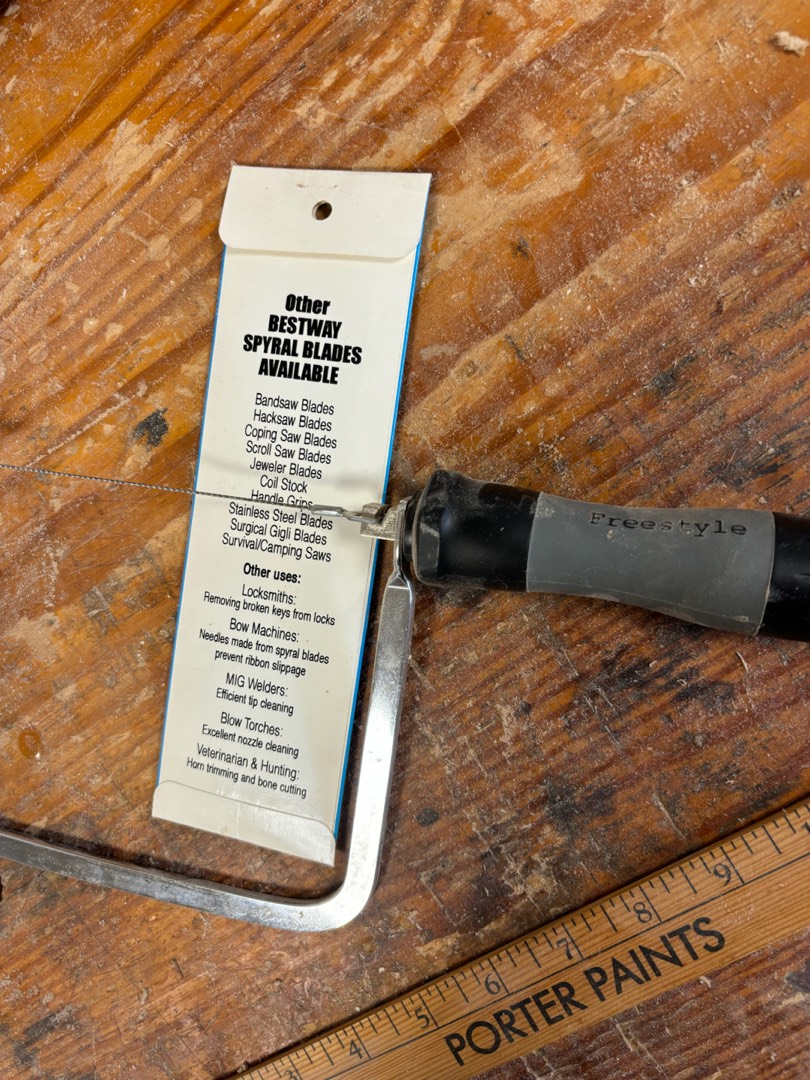 Other
BESTWAY
SPYRAL BLADES
AVAILABLE
Bandsaw Blades
Hacksaw Blades
Coping Saw Blades
Scroll Saw Blades
Jeweler Blades
Coil Stock
Handle Grips
Stainless Steel Blades
Surgical Gigli Blades
Survival/Camping Saws
Other uses:
Locksmiths:
Removing broken keys from locks
Bow Machines:
Needles made from spyral blades
prevent ribbon slippage
MIG Welders:
Efficient tip cleaning
Blow Torches:
Excellent nozzle cleaning
Veterinarian & Hunting:
Horn trimming and bone cutting
Freestyle
3 4 5 6 7 8 9
PORTER PAINTS